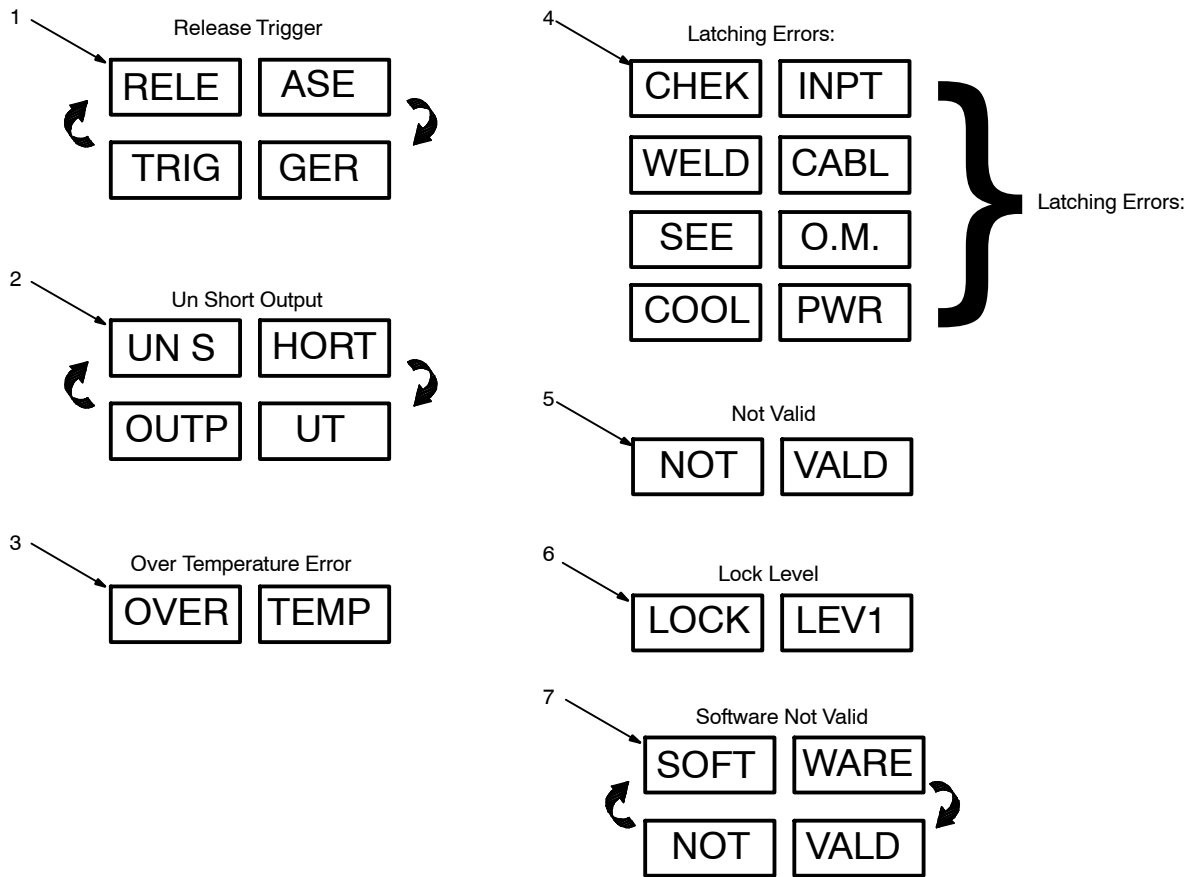 1
Release Trigger
RELE ASE
TRIG GER
2
Un Short Output
UN S HORT
OUTP UT
3
Over Temperature Error
OVER TEMP
4
Latching Errors:
CHEK INPT
WELD CABL
SEE O.M.
COOL PWR
Latching Errors:
5
Not Valid
NOT VALD
6
Lock Level
LOCK LEV1
7
Software Not Valid
SOFT WARE
NOT VALD